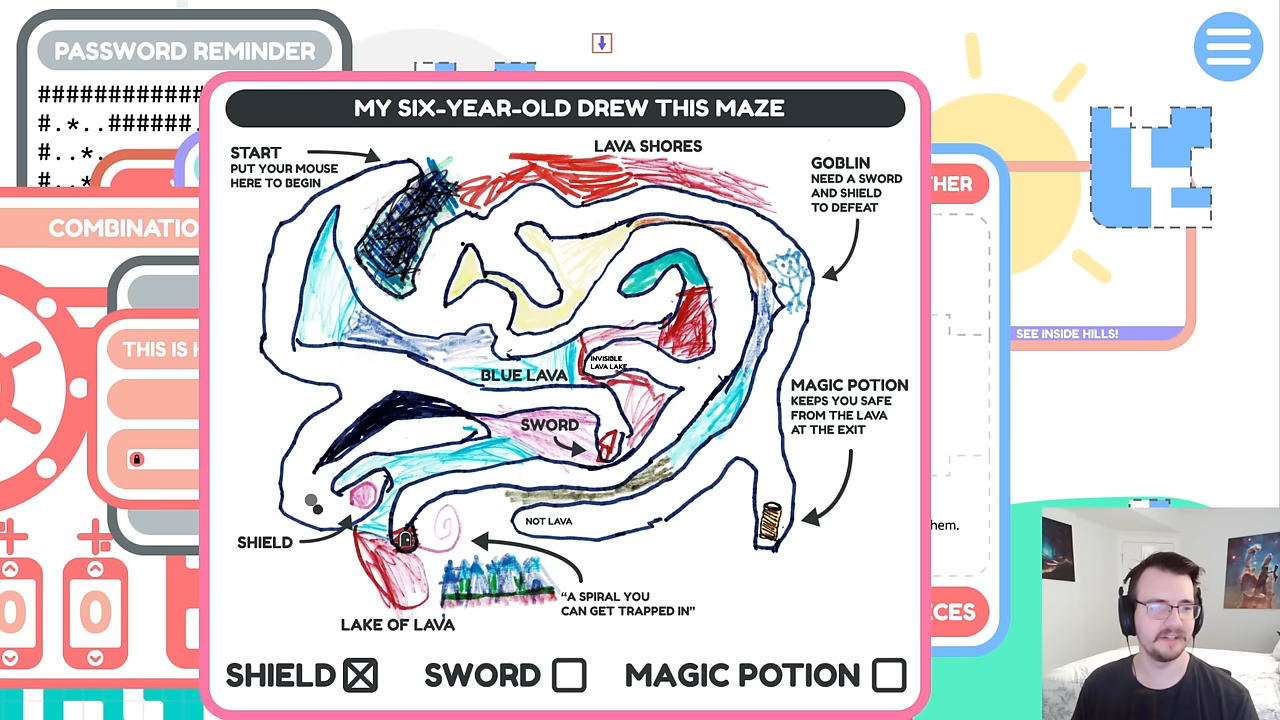 PASSWORD REMINDER
############
#.*..######.
#..*.
#..*
COMBINATIO
THIS IS H
MY SIX-YEAR-OLD DREW THIS MAZE
START
PUT YOUR MOUSE
HERE TO BEGIN
LAVA SHORES
GOBLIN
NEED A SWORD
AND SHIELD
TO DEFEAT
INVISIBLE
LAVA LAKE
BLUE LAVA
MAGIC POTION
KEEPS YOU SAFE
FROM THE LAVA
AT THE EXIT
SWORD
NOT LAVA
SHIELD
"A SPIRAL YOU
CAN GET TRAPPED IN"
LAKE OF LAVA
SHIELD
SWORD
MAGIC POTION
THER
SEE INSIDE HILLS!
hem.
CES
0
0